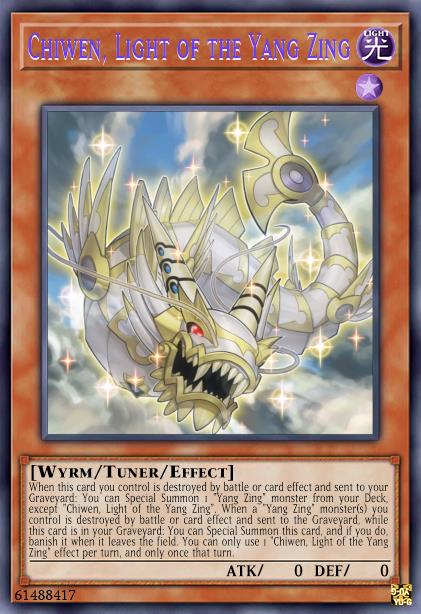 Chiwen, Light of the Yang Zing
LIGHT
光
[Wyrm/Tuner/Effect]
When this card you control is destroyed by battle or card effect and sent to your
Graveyard: You can Special Summon 1 "Yang Zing" monster from your Deck,
except "Chiwen, Light of the Yang Zing". When a "Yang Zing" monster(s) you
control is destroyed by battle or card effect and sent to the Graveyard, while
this card is in your Graveyard: You can Special Summon this card, and if you do,
banish it when it leaves the field. You can only use 1 "Chiwen, Light of the Yang
Zing" effect per turn, and only once that turn.
ATK/ 0 DEF/ 0
61488417